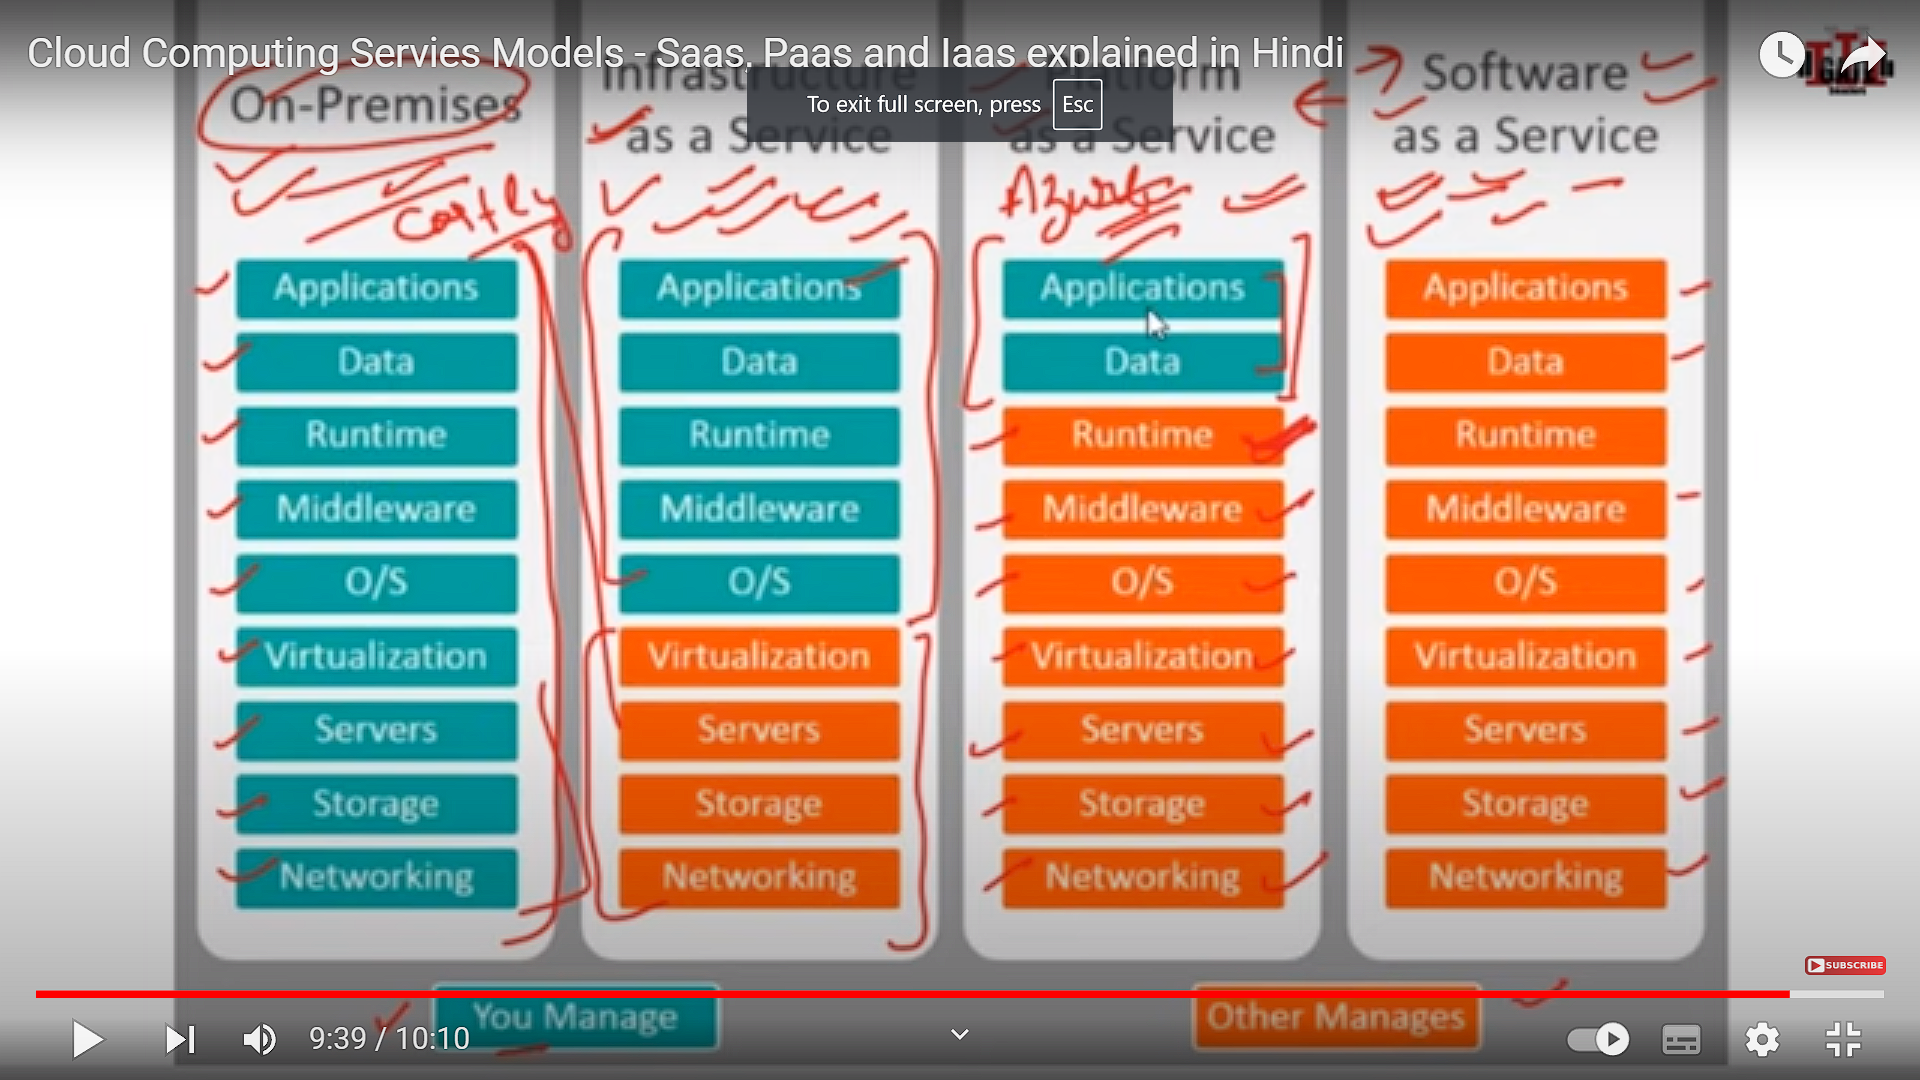 Cloud Computing Servies Models - Saas, Paas and Iaas explained in Hindi
To exit full screen, press Esc
On-Premises
costly
Applications
Data
Runtime
Middleware
O/S
Virtualization
Servers
Storage
Networking
Infrastructure
as a Service
Applications
Data
Runtime
Middleware
O/S
Virtualization
Servers
Storage
Networking
Platform
as a Service
Azure
Applications
Data
Runtime
Middleware
O/S
Virtualization
Servers
Storage
Networking
Software
as a Service
Applications
Data
Runtime
Middleware
O/S
Virtualization
Servers
Storage
Networking
You Manage
Other Manages
SUBSCRIBE
9:39 / 10:10